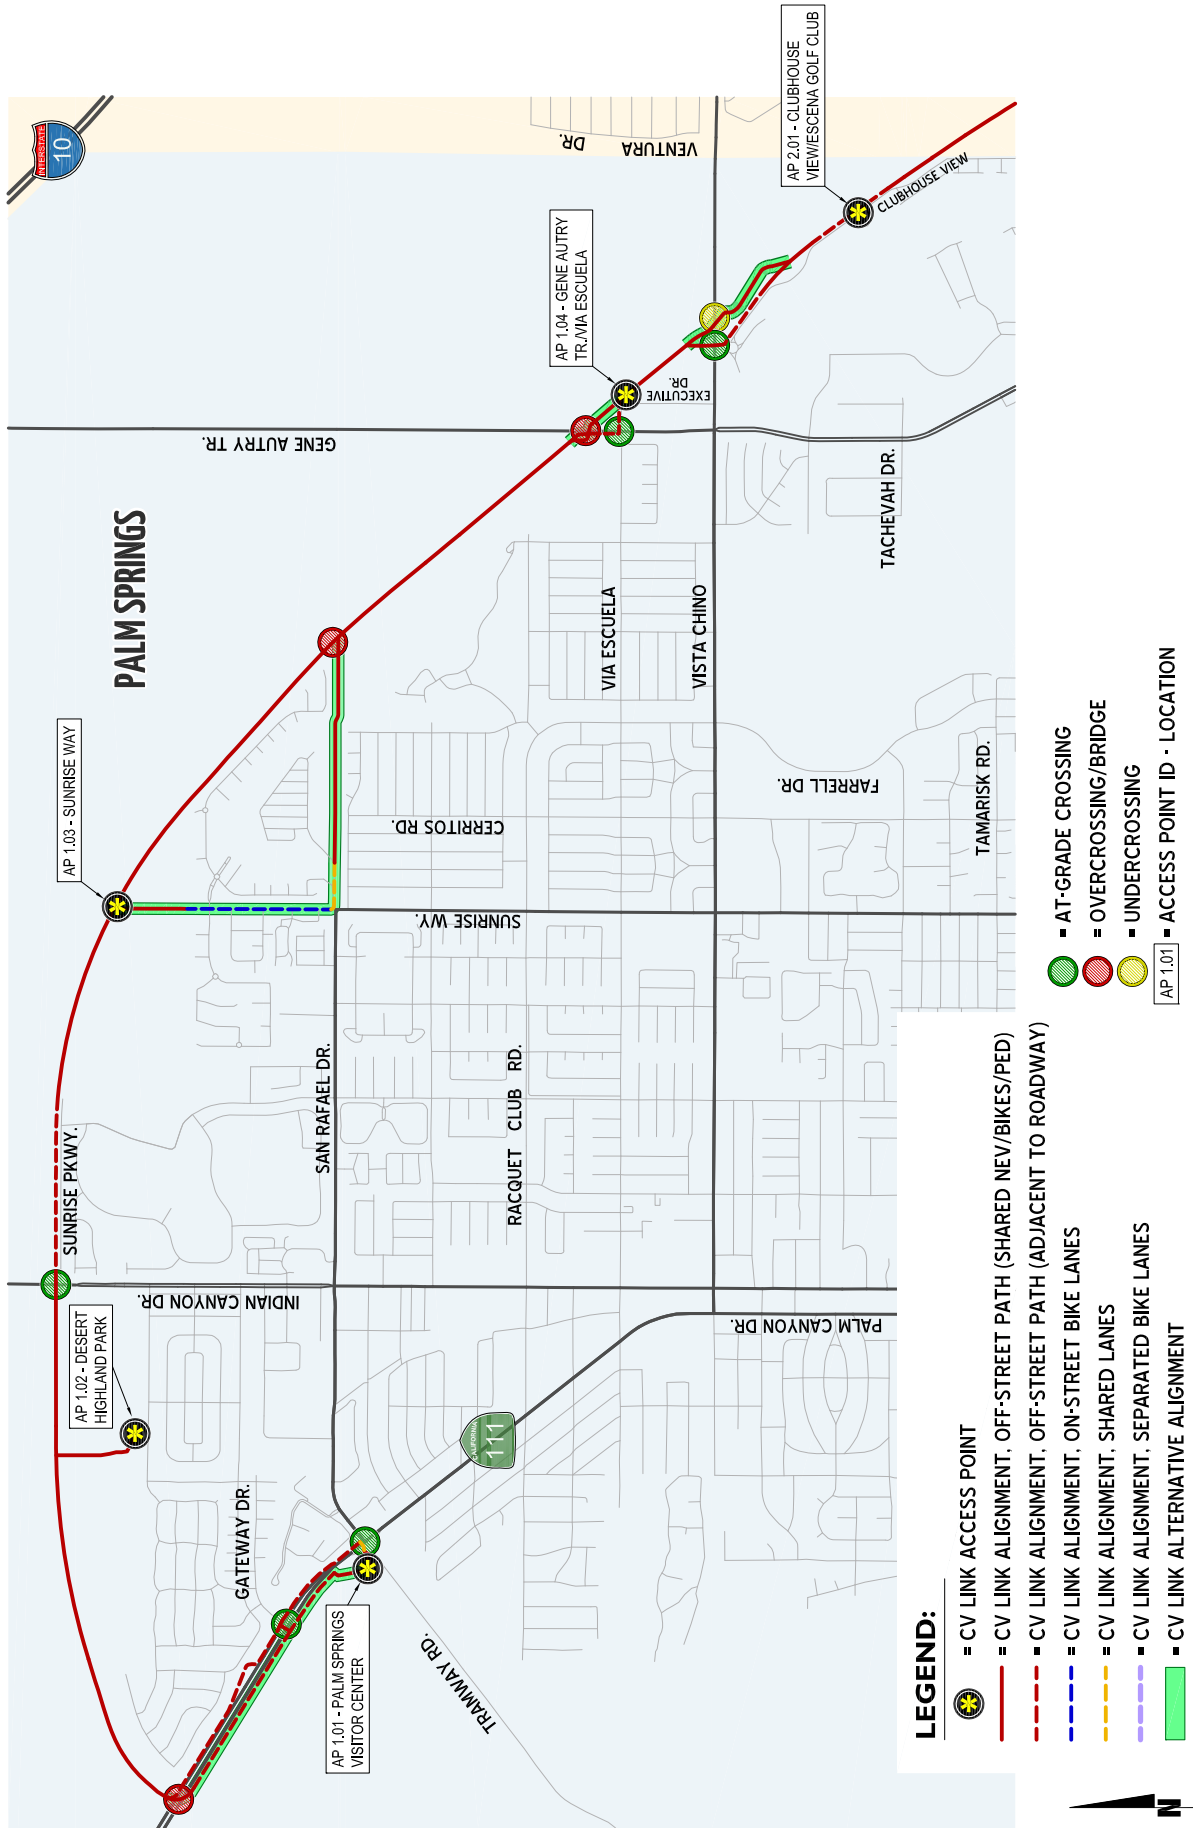 INTERSTATE
10
PALM SPRINGS
AP 1.01 - PALM SPRINGS
VISITOR CENTER
AP 1.02 - DESERT
HIGHLAND PARK
AP 1.03 - SUNRISE WAY
AP 1.04 - GENE AUTRY
TR./VIA ESCUELA
AP 2.01 - CLUBHOUSE
VIEW/ESCENA GOLF CLUB
GATEWAY DR.
TRAMWAY RD.
CALIFORNIA
111
SUNRISE PKWY.
INDIAN CANYON DR.
PALM CANYON DR.
SAN RAFAEL DR.
RACQUET CLUB RD.
SUNRISE WY.
CERRITOS RD.
FARRELL DR.
TAMARISK RD.
VIA ESCUELA
VISTA CHINO
TACHEVAH DR.
GENE AUTRY TR.
EXECUTIVE
DR.
VENTURA DR.
CLUBHOUSE VIEW
LEGEND:
= CV LINK ACCESS POINT
= CV LINK ALIGNMENT, OFF-STREET PATH (SHARED NEV/BIKES/PED)
= CV LINK ALIGNMENT, OFF-STREET PATH (ADJACENT TO ROADWAY)
= CV LINK ALIGNMENT, ON-STREET BIKE LANES
= CV LINK ALIGNMENT, SHARED LANES
= CV LINK ALIGNMENT, SEPARATED BIKE LANES
= CV LINK ALTERNATIVE ALIGNMENT
= AT-GRADE CROSSING
= OVERCROSSING/BRIDGE
= UNDERCROSSING
AP 1.01 = ACCESS POINT ID - LOCATION
N